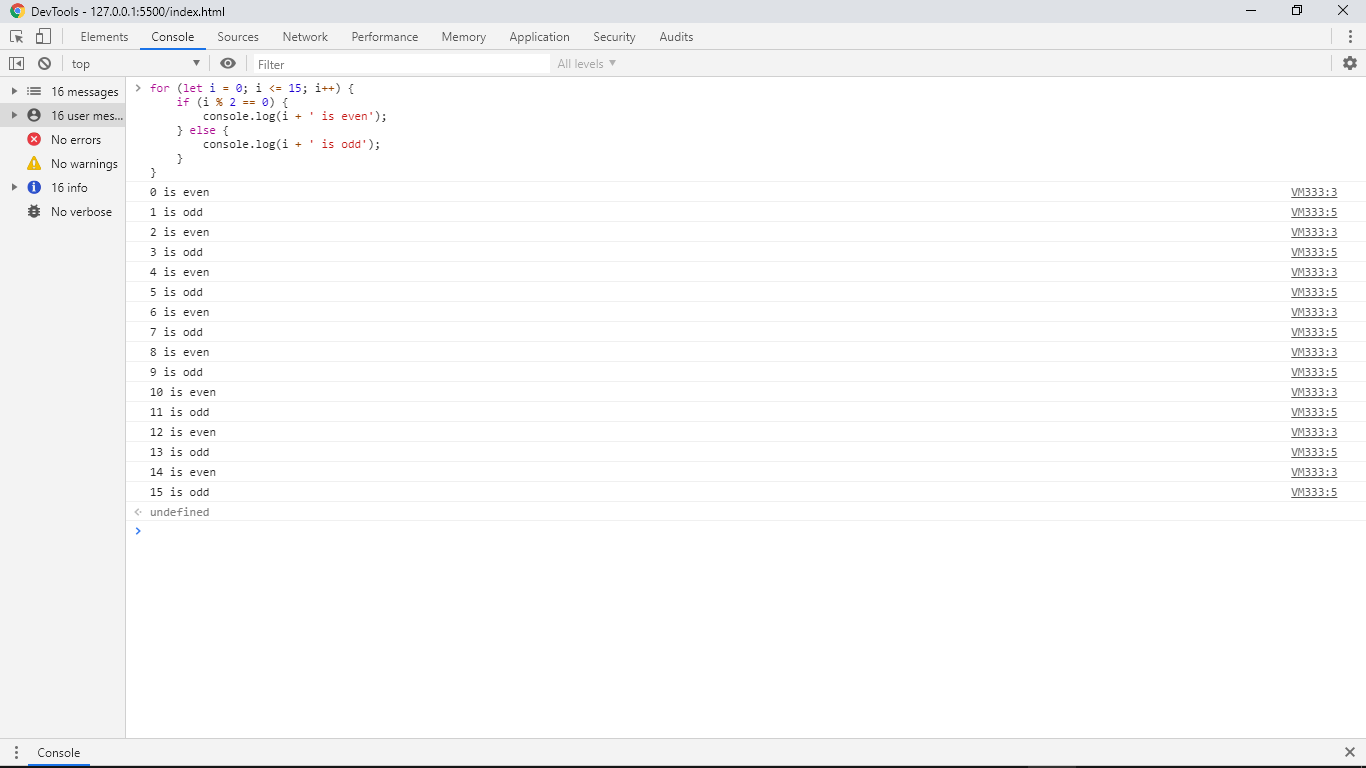 DevTools - 127.0.0.1:5500/index.html
Elements Console Sources Network Performance Memory Application Security Audits
top Filter All levels
16 messages
16 user mes...
No errors
No warnings
16 info
No verbose
for (let i = 0; i <= 15; i++) {
    if (i % 2 == 0) {
        console.log(i + ' is even');
    } else {
        console.log(i + ' is odd');
    }
}
0 is even VM333:3
1 is odd VM333:5
2 is even VM333:3
3 is odd VM333:5
4 is even VM333:3
5 is odd VM333:5
6 is even VM333:3
7 is odd VM333:5
8 is even VM333:3
9 is odd VM333:5
10 is even VM333:3
11 is odd VM333:5
12 is even VM333:3
13 is odd VM333:5
14 is even VM333:3
15 is odd VM333:5
undefined
Console